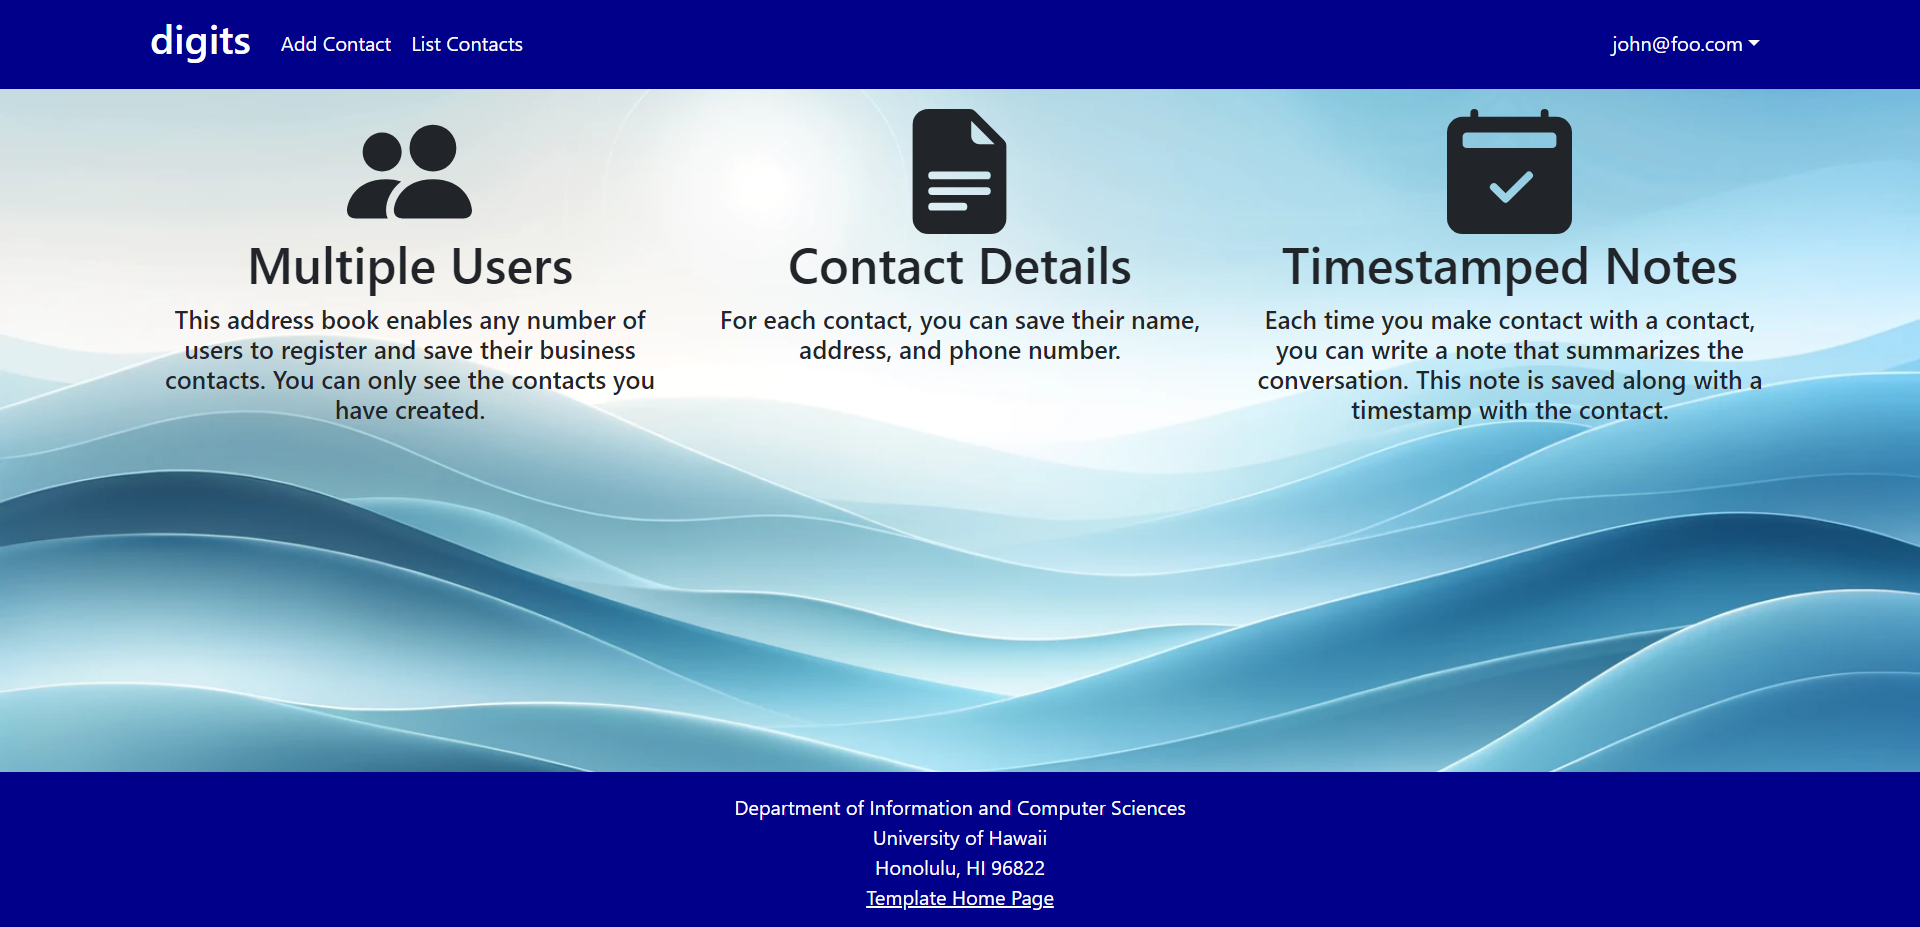 digits
Add Contact
List Contacts
john@foo.com
Multiple Users
This address book enables any number of
users to register and save their business
contacts. You can only see the contacts you
have created.
Contact Details
For each contact, you can save their name,
address, and phone number.
Timestamped Notes
Each time you make contact with a contact,
you can write a note that summarizes the
conversation. This note is saved along with a
timestamp with the contact.
Department of Information and Computer Sciences
University of Hawaii
Honolulu, HI 96822
Template Home Page